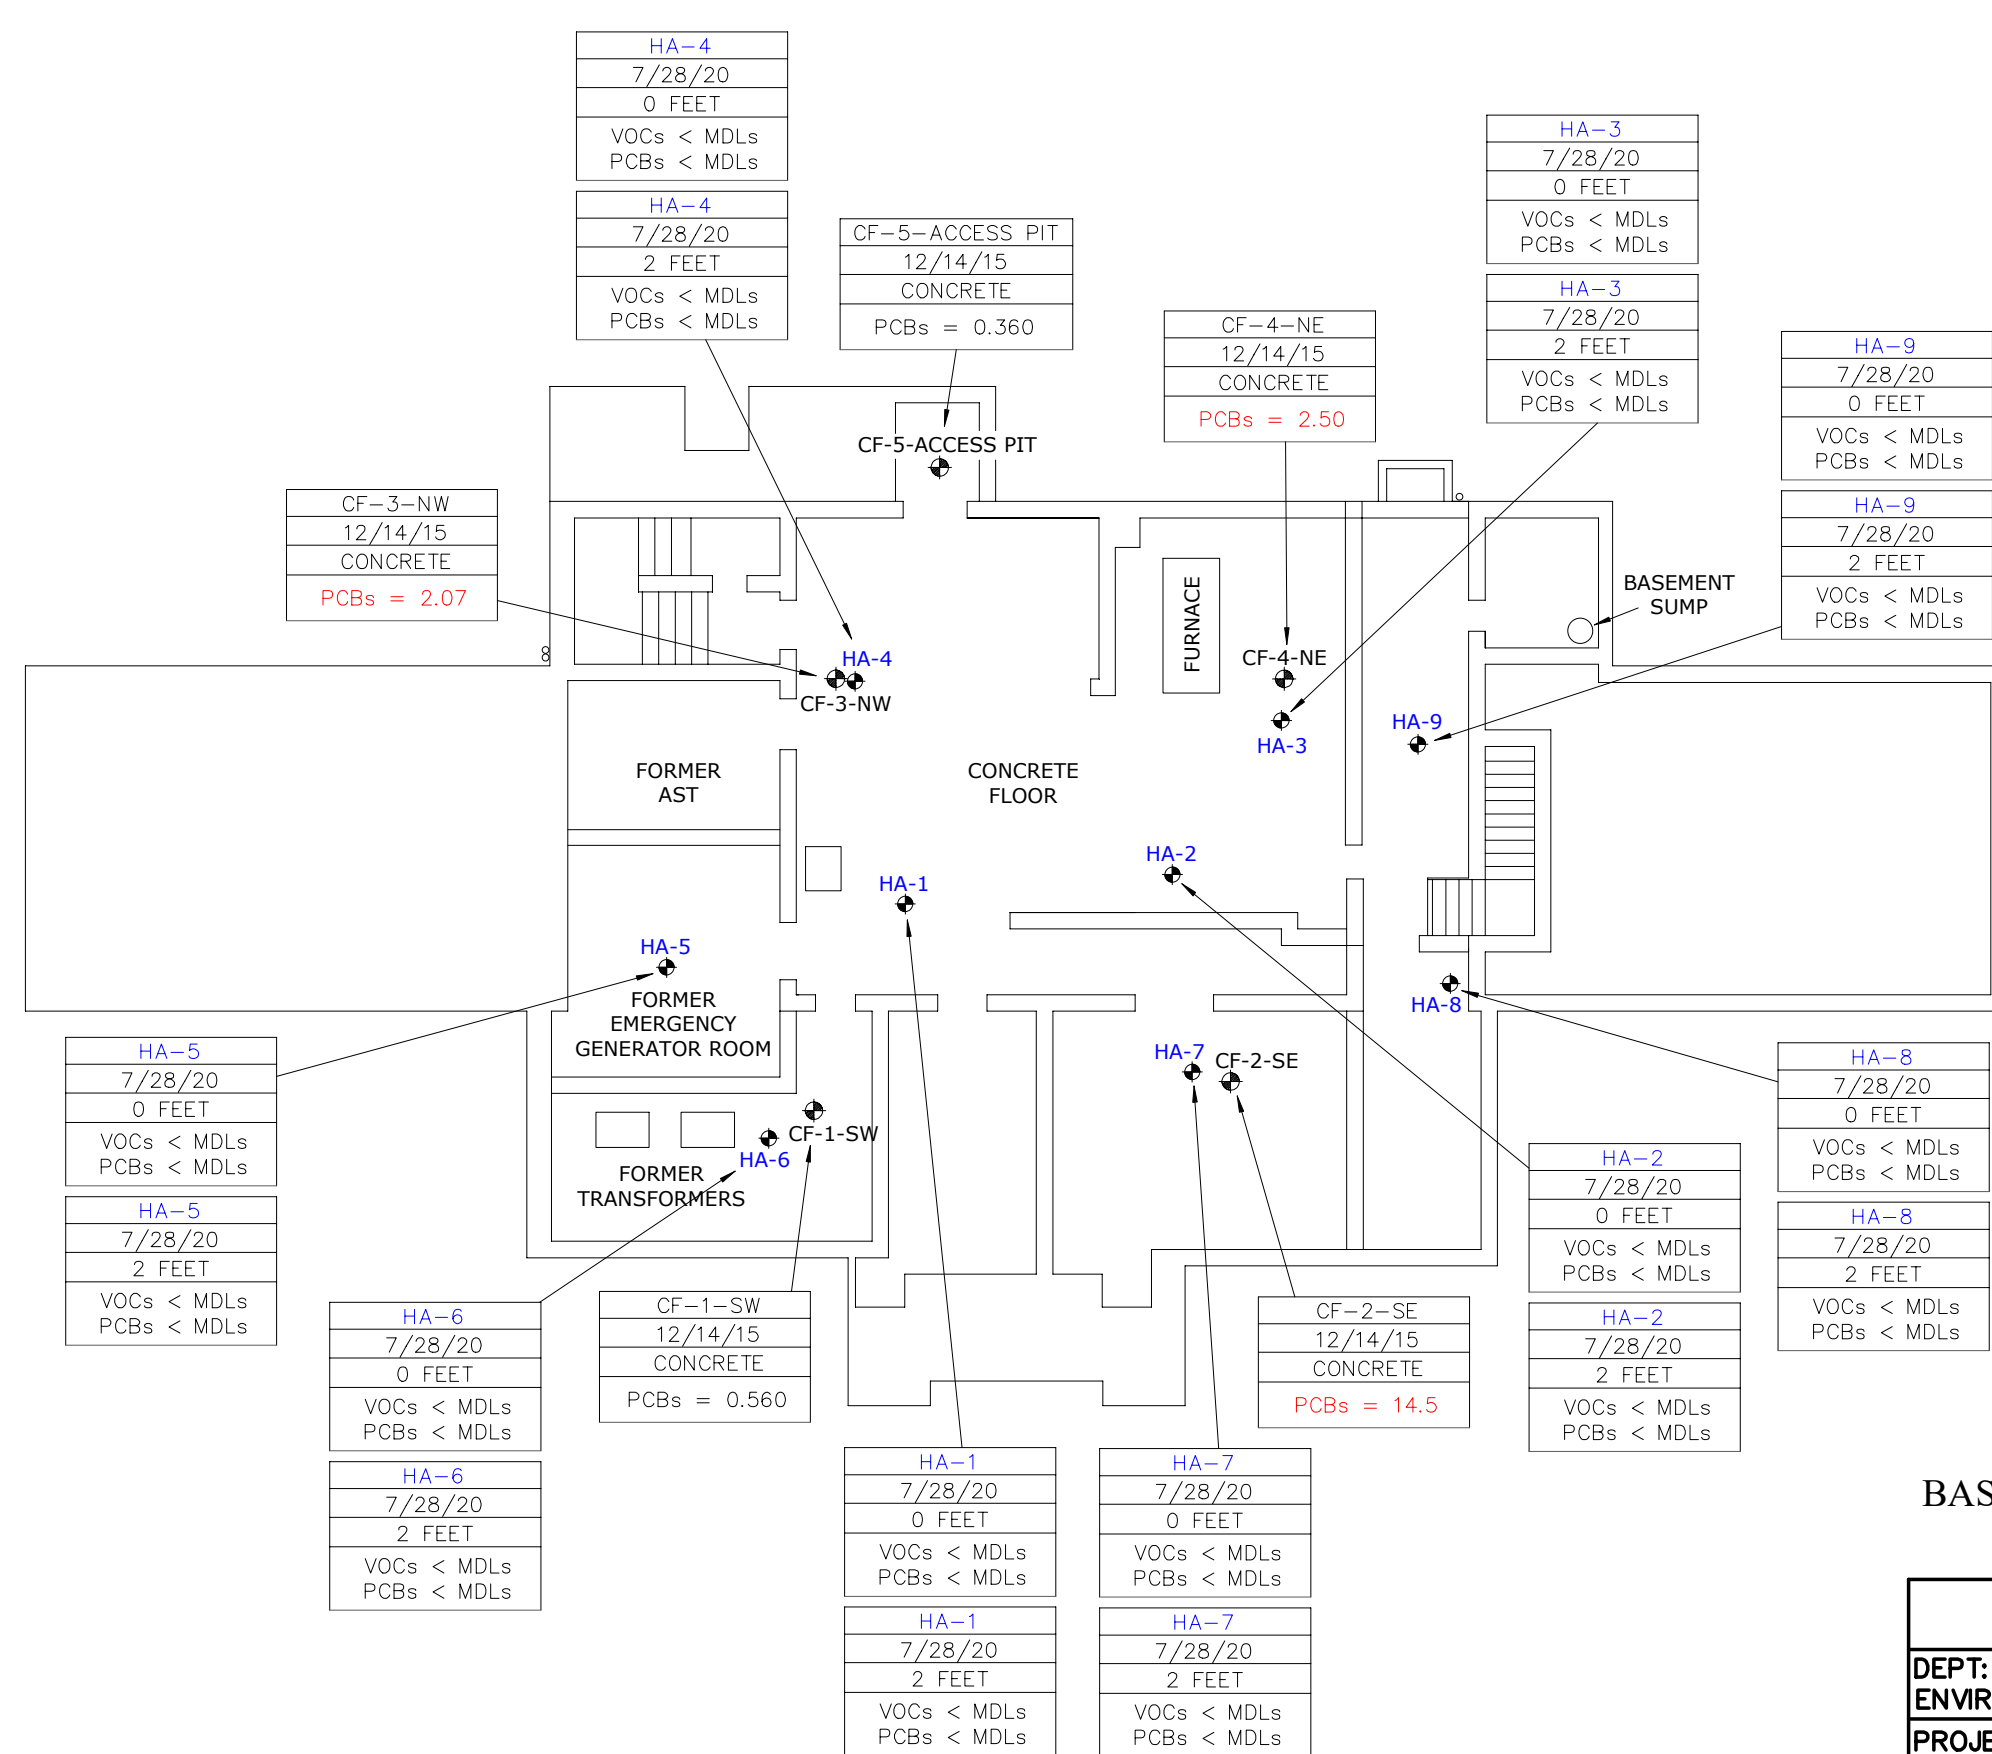 HA-4
7/28/20
0 FEET
VOCs < MDLs
PCBs < MDLs
HA-4
7/28/20
2 FEET
VOCs < MDLs
PCBs < MDLs
CF-5-ACCESS PIT
12/14/15
CONCRETE
PCBs = 0.360
CF-4-NE
12/14/15
CONCRETE
PCBs = 2.50
HA-3
7/28/20
0 FEET
VOCs < MDLs
PCBs < MDLs
HA-3
7/28/20
2 FEET
VOCs < MDLs
PCBs < MDLs
HA-9
7/28/20
0 FEET
VOCs < MDLs
PCBs < MDLs
HA-9
7/28/20
2 FEET
VOCs < MDLs
PCBs < MDLs
CF-3-NW
12/14/15
CONCRETE
PCBs = 2.07
CF-5-ACCESS PIT
FURNACE
BASEMENT
SUMP
HA-4
CF-3-NW
CF-4-NE
HA-3
HA-9
FORMER
AST
CONCRETE
FLOOR
HA-2
HA-1
HA-5
FORMER
EMERGENCY
GENERATOR ROOM
HA-8
HA-7
CF-2-SE
CF-1-SW
HA-6
FORMER
TRANSFORMERS
HA-5
7/28/20
0 FEET
VOCs < MDLs
PCBs < MDLs
HA-5
7/28/20
2 FEET
VOCs < MDLs
PCBs < MDLs
HA-6
7/28/20
0 FEET
VOCs < MDLs
PCBs < MDLs
HA-6
7/28/20
2 FEET
VOCs < MDLs
PCBs < MDLs
CF-1-SW
12/14/15
CONCRETE
PCBs = 0.560
HA-1
7/28/20
0 FEET
VOCs < MDLs
PCBs < MDLs
HA-1
7/28/20
2 FEET
VOCs < MDLs
PCBs < MDLs
HA-7
7/28/20
0 FEET
VOCs < MDLs
PCBs < MDLs
HA-7
7/28/20
2 FEET
VOCs < MDLs
PCBs < MDLs
CF-2-SE
12/14/15
CONCRETE
PCBs = 14.5
HA-2
7/28/20
0 FEET
VOCs < MDLs
PCBs < MDLs
HA-2
7/28/20
2 FEET
VOCs < MDLs
PCBs < MDLs
HA-8
7/28/20
0 FEET
VOCs < MDLs
PCBs < MDLs
HA-8
7/28/20
2 FEET
VOCs < MDLs
PCBs < MDLs
BAS
DEPT:
ENVIR
PROJE